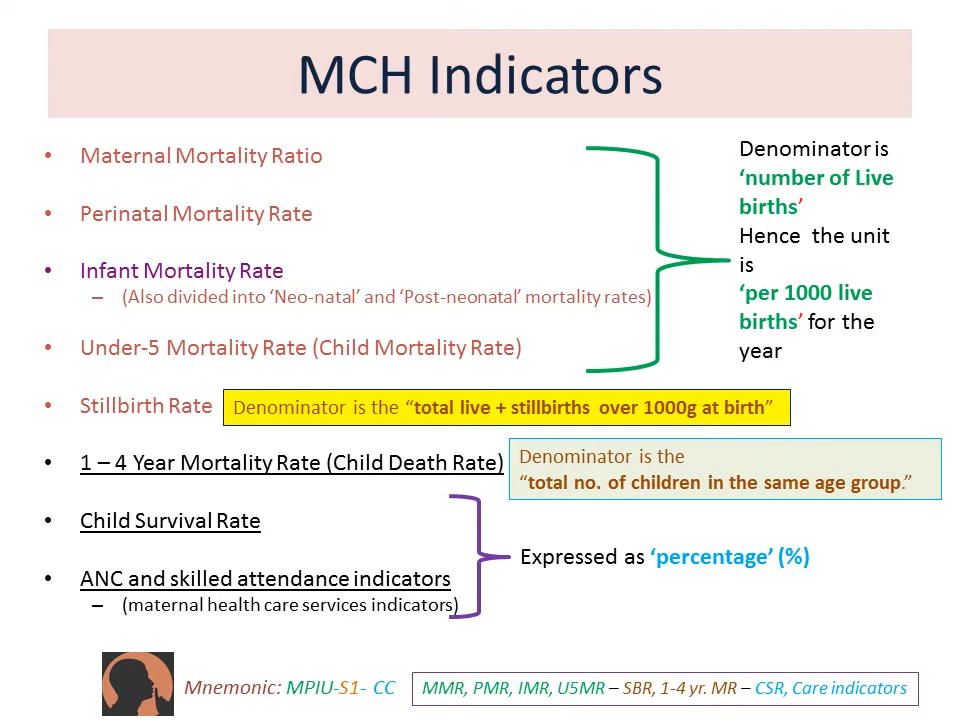 MCH Indicators
• Maternal Mortality Ratio
• Perinatal Mortality Rate
• Infant Mortality Rate
– (Also divided into ‘Neo-natal’ and ‘Post-neonatal’ mortality rates)
• Under-5 Mortality Rate (Child Mortality Rate)
Denominator is
‘number of Live
births’
Hence the unit
is
‘per 1000 live
births’ for the
year
• Stillbirth Rate
Denominator is the “total live + stillbirths over 1000g at birth”
• 1 – 4 Year Mortality Rate (Child Death Rate)
Denominator is the
“total no. of children in the same age group.”
• Child Survival Rate
• ANC and skilled attendance indicators
– (maternal health care services indicators)
Expressed as ‘percentage’ (%)
Mnemonic: MPIU-S1- CC
MMR, PMR, IMR, U5MR – SBR, 1-4 yr. MR – CSR, Care indicators